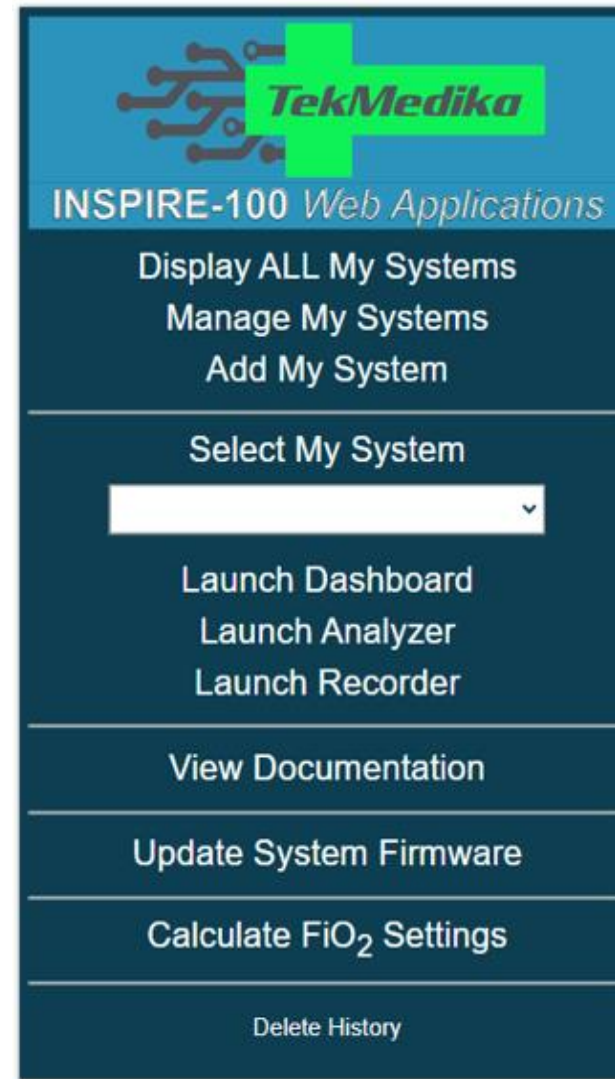 TekMedika
INSPIRE-100 Web Applications
Display ALL My Systems
Manage My Systems
Add My System
Select My System
Launch Dashboard
Launch Analyzer
Launch Recorder
View Documentation
Update System Firmware
Calculate FiO₂ Settings
Delete History